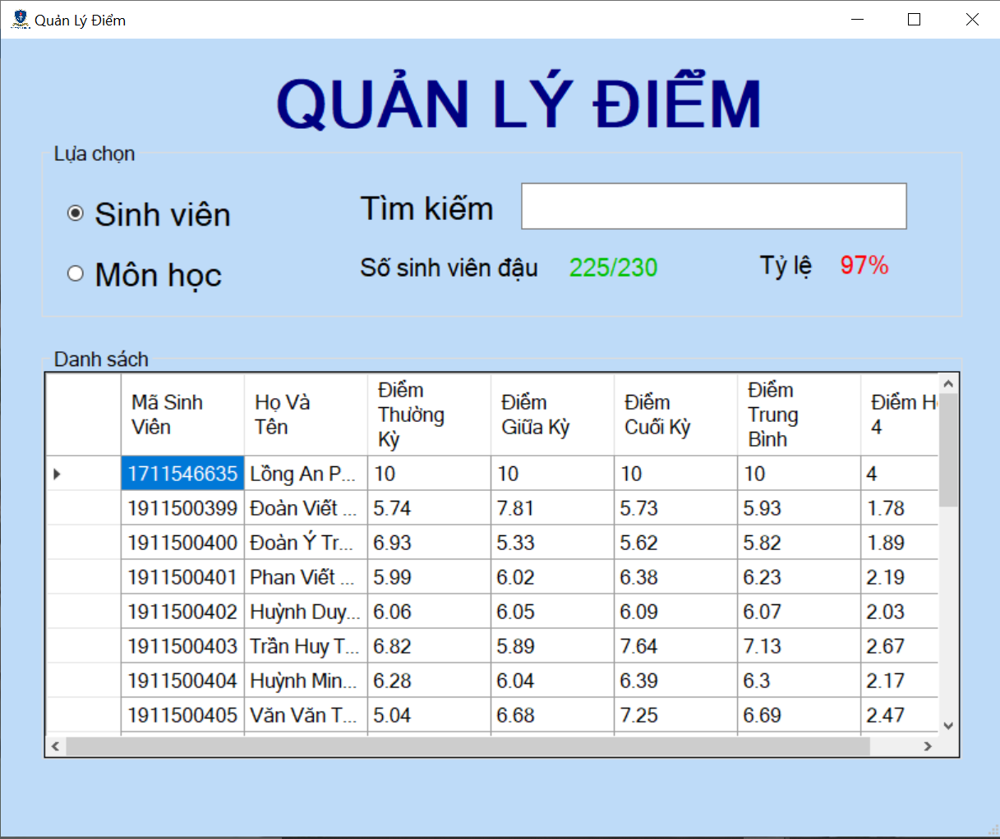 Quản Lý Điểm
QUẢN LÝ ĐIỂM
Lựa chọn
Sinh viên
Tìm kiếm
Môn học
Số sinh viên đậu 225/230 Tỷ lệ 97%
Danh sách
Mã Sinh Viên Họ Và Tên Điểm Thường Kỳ Điểm Giữa Kỳ Điểm Cuối Kỳ Điểm Trung Bình Điểm H 4
1711546635 Lồng An P... 10 10 10 10 4
1911500399 Đoàn Viết ... 5.74 7.81 5.73 5.93 1.78
1911500400 Đoàn Ý Tr... 6.93 5.33 5.62 5.82 1.89
1911500401 Phan Viết ... 5.99 6.02 6.38 6.23 2.19
1911500402 Huỳnh Duy... 6.06 6.05 6.09 6.07 2.03
1911500403 Trần Huy T... 6.82 5.89 7.64 7.13 2.67
1911500404 Huỳnh Min... 6.28 6.04 6.39 6.3 2.17
1911500405 Văn Văn T... 5.04 6.68 7.25 6.69 2.47